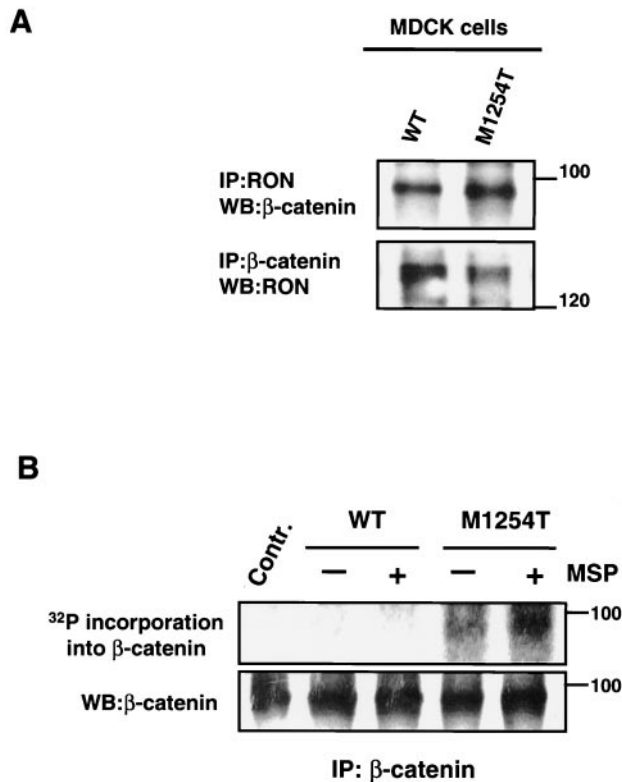 A
MDCK cells
WT
M1254T
IP:RON
WB:β-catenin
100
IP:β-catenin
WB:RON
120
B
Contr.
WT
M1254T
− + − + MSP
³²P incorporation
into β-catenin
100
WB:β-catenin
100
IP: β-catenin